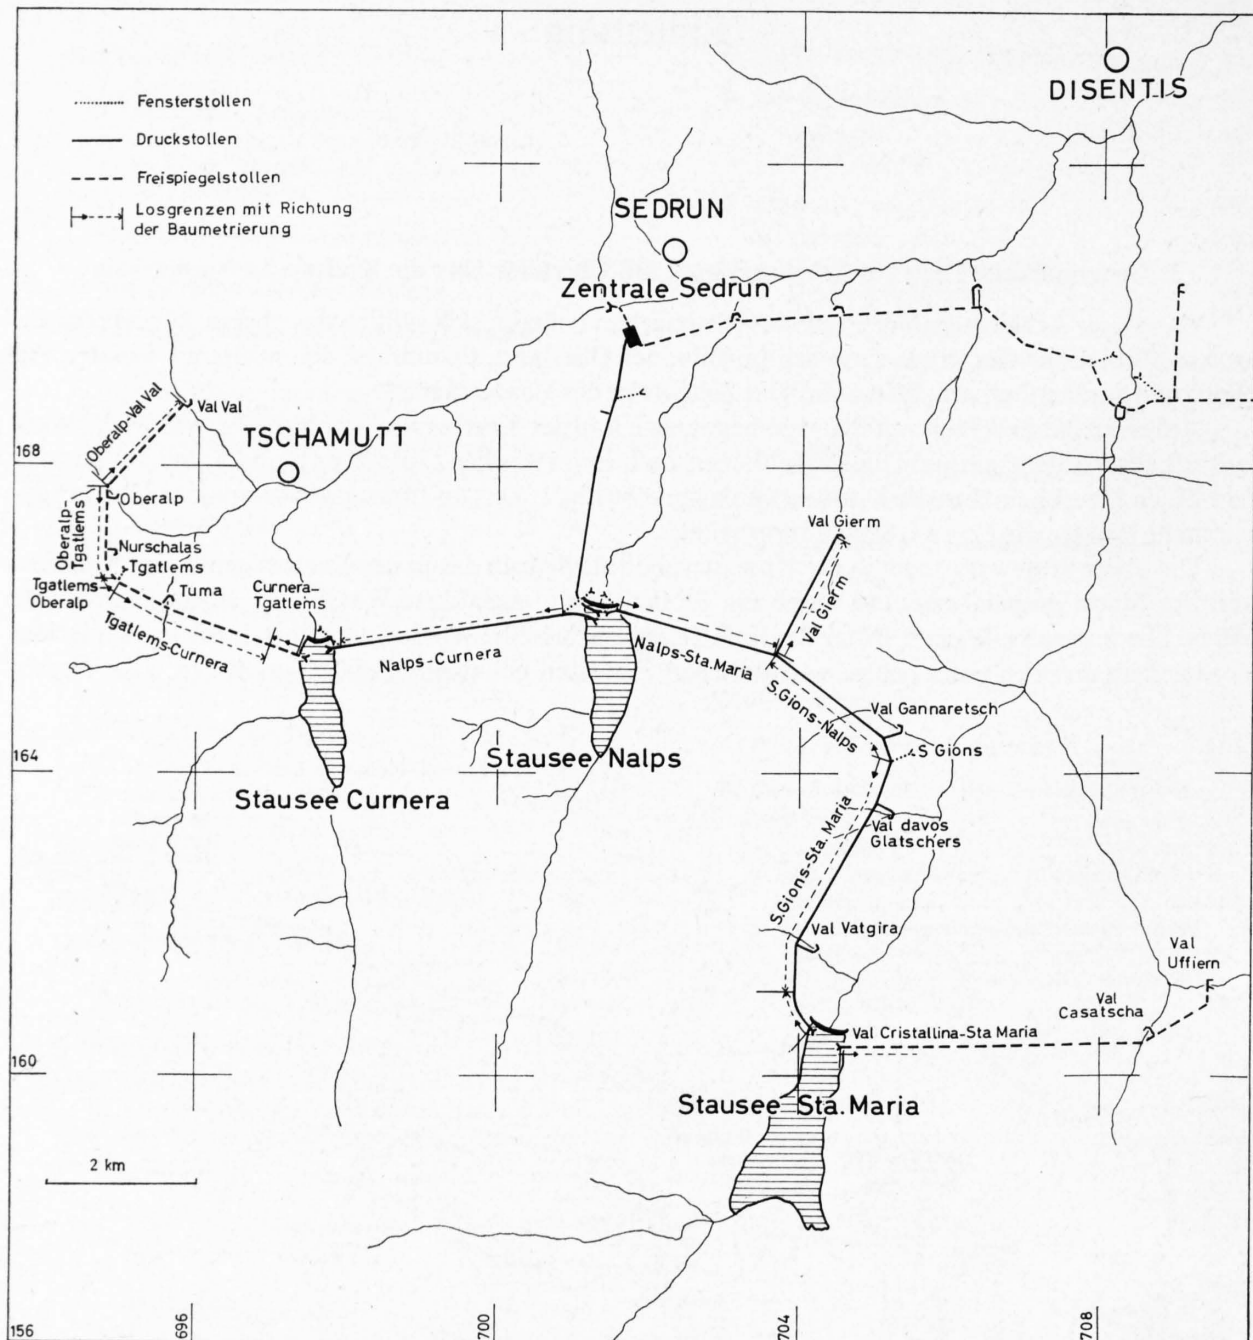 DISENTIS
Fensterstollen
Druckstollen
Freispiegelstollen
Losgrenzen mit Richtung
der Baumetrierung
SEDRUN
Zentrale Sedrun
Oberalp-Val Val
Val Val
TSCHAMUTT
168
Oberalp
Oberalp-
Tgatlems
Nurschalas
Tgatlems
Tgatlems
Oberalp
Tuma
Curnera-
Tgatlems
Tgatlems-Curnera
Val Gierm
Val Gierm
Nalps-Curnera
Nalps-Sta.Maria
S.Gions-Nalps
Val Gannaretsch
S Gions
164
Stausee Nalps
Stausee Curnera
Val davos
Glatschers
S.Gions-Sta.Maria
Val Vatgira
Val
Uffiern
Val
Casatscha
Val Cristallina-Sta Maria
160
Stausee Sta.Maria
2 km
156
696
700
704
708